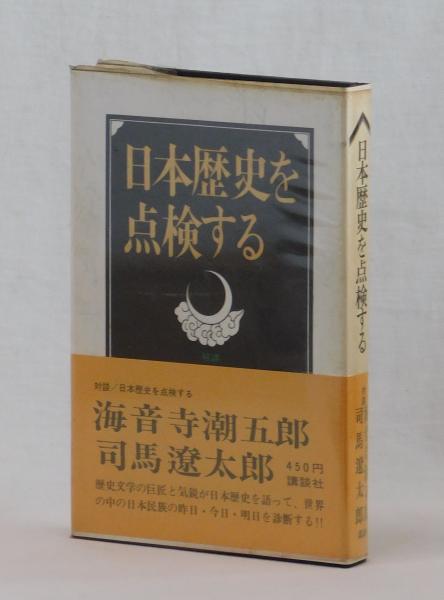 日本歴史を
点検する
対談
対談/日本歴史を点検する
海音寺潮五郎
司馬遼太郎
450円
講談社
歴史文学の巨匠と気鋭が日本歴史を語って、世界
の中の日本民族の昨日・今日・明日を診断する!!
日本歴史を点検する
司馬遼太郎